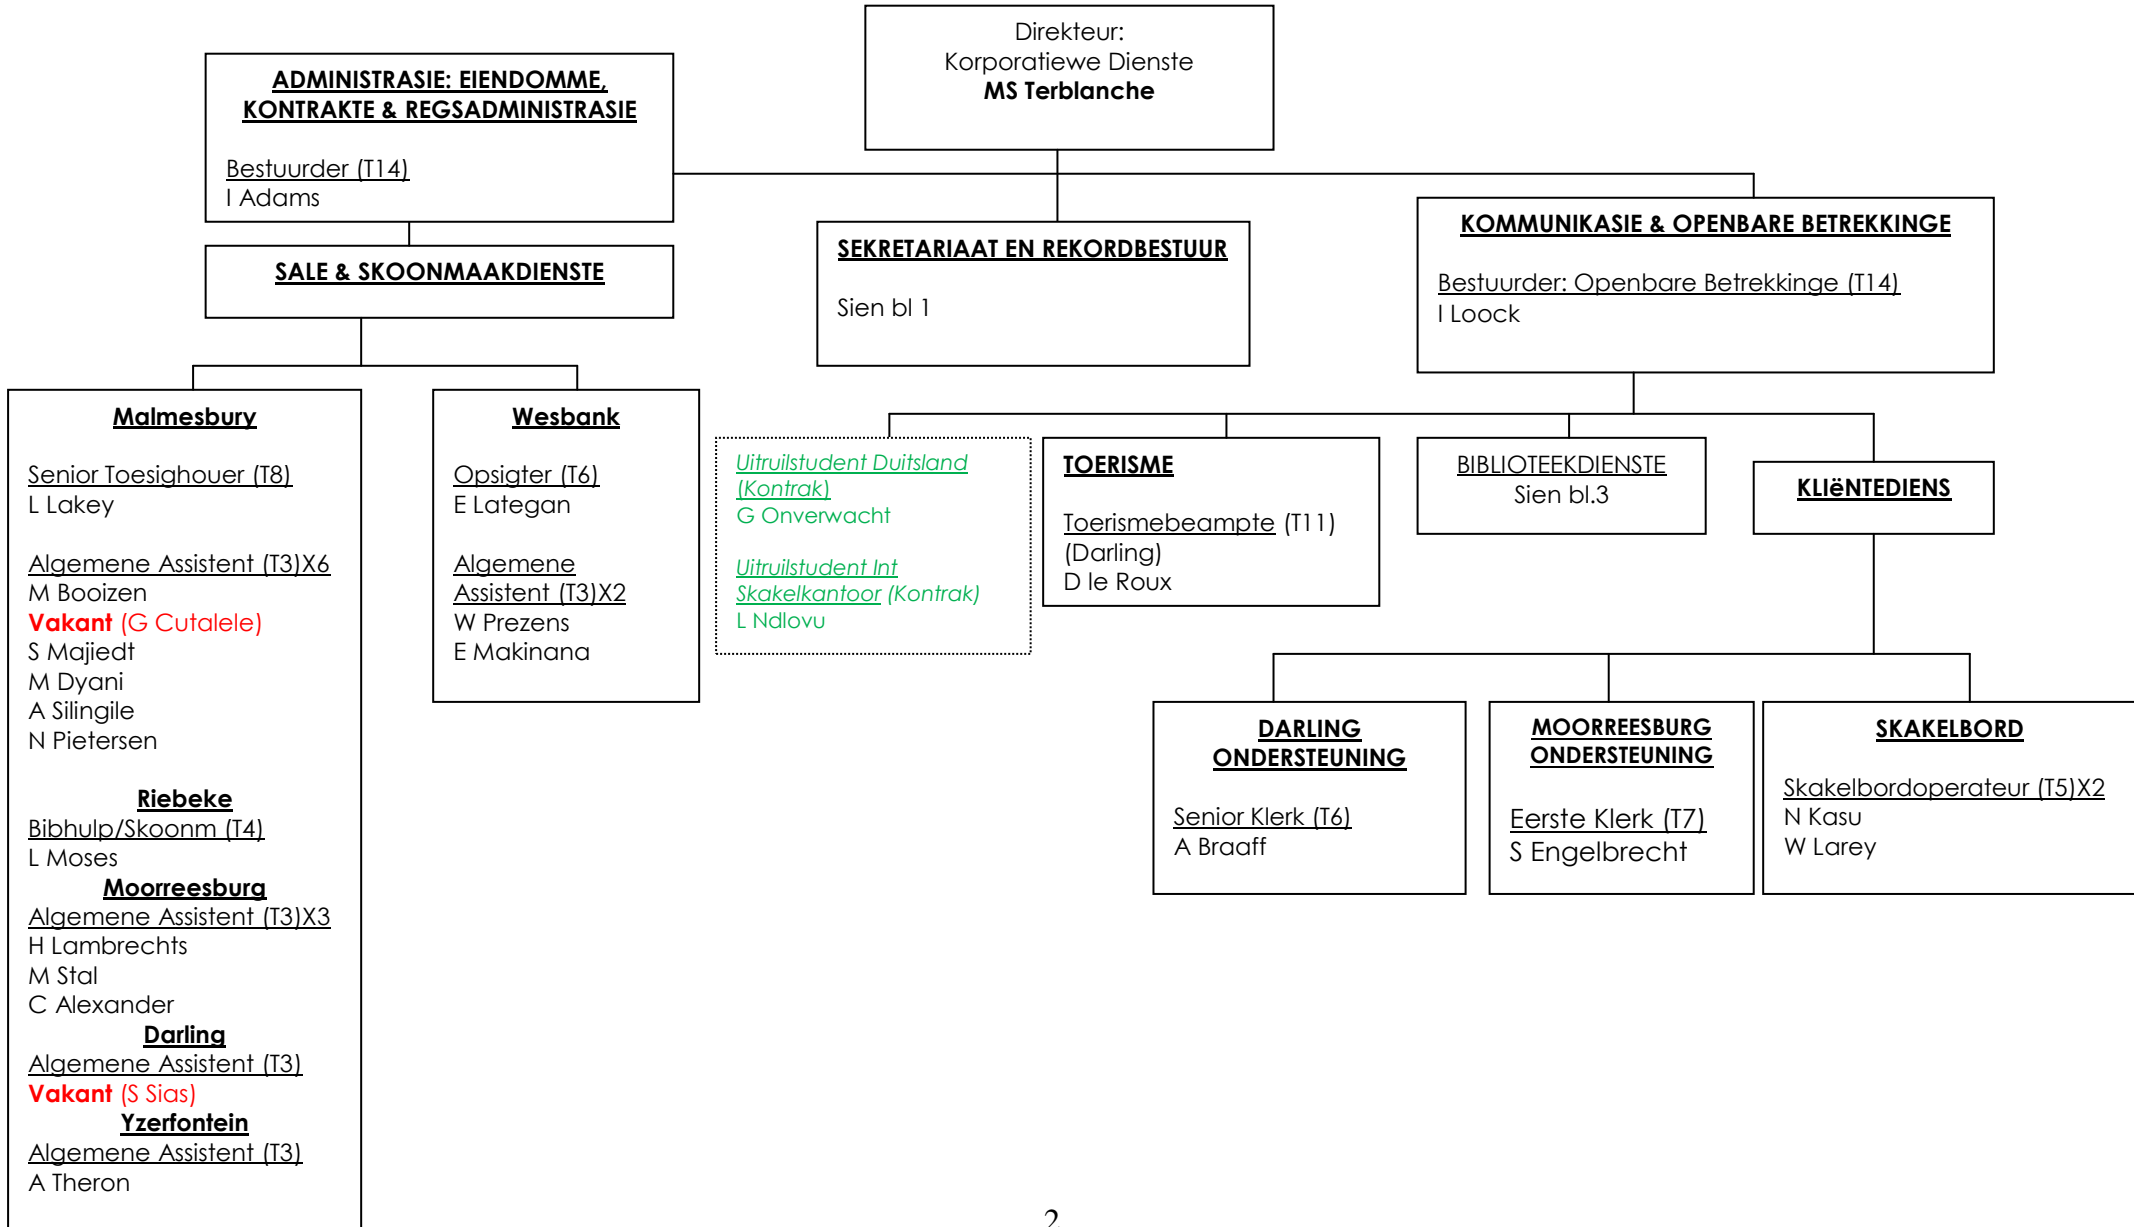 Direkteur:
Korporatiewe Dienste
MS Terblanche
ADMINISTRASIE: EIENDOMME,
KONTRAKTE & REGSADMINISTRASIE
Bestuurder (T14)
I Adams
SALE & SKOONMAAKDIENSTE
SEKRETARIAAT EN REKORDBESTUUR
Sien bl 1
KOMMUNIKASIE & OPENBARE BETREKKINGE
Bestuurder: Openbare Betrekkinge (T14)
I Loock
Malmesbury
Senior Toesighouer (T8)
L Lakey
Algemene Assistent (T3)X6
M Booizen
Vakant (G Cutalele)
S Majiedt
M Dyani
A Silingile
N Pietersen
Riebeke
Bibhulp/Skoonm (T4)
L Moses
Moorreesburg
Algemene Assistent (T3)X3
H Lambrechts
M Stal
C Alexander
Darling
Algemene Assistent (T3)
Vakant (S Sias)
Yzerfontein
Algemene Assistent (T3)
A Theron
Wesbank
Opsigter (T6)
E Lategan
Algemene
Assistent (T3)X2
W Prezens
E Makinana
Uitruilstudent Duitsland
(Kontrak)
G Onverwacht
Uitruilstudent Int
Skakelkantoor (Kontrak)
L Ndlovu
TOERISME
Toerismebeampte (T11)
(Darling)
D le Roux
BIBLIOTEEKDIENSTE
Sien bl.3
KLIëNTEDIENS
DARLING
ONDERSTEUNING
Senior Klerk (T6)
A Braaff
MOORREESBURG
ONDERSTEUNING
Eerste Klerk (T7)
S Engelbrecht
SKAKELBORD
Skakelbordoperateur (T5)X2
N Kasu
W Larey
2